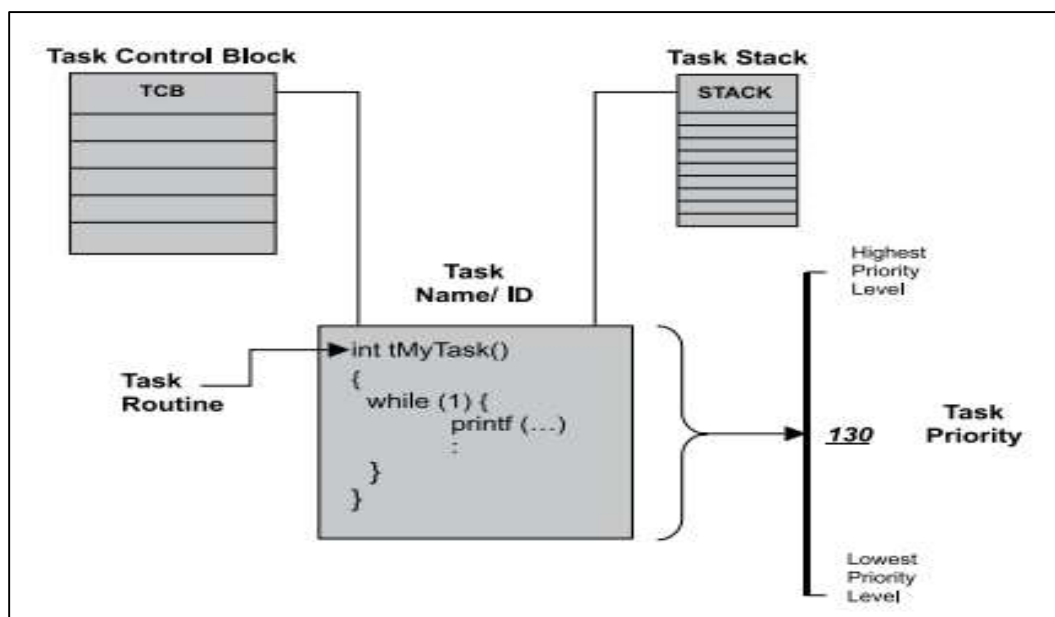 Task Control Block
TCB
Task Stack
STACK
Task
Name/ ID
Highest
Priority
Level
Task
Routine
int tMyTask()
{
while (1) {
printf (...)
:
}
}
130
Task
Priority
Lowest
Priority
Level